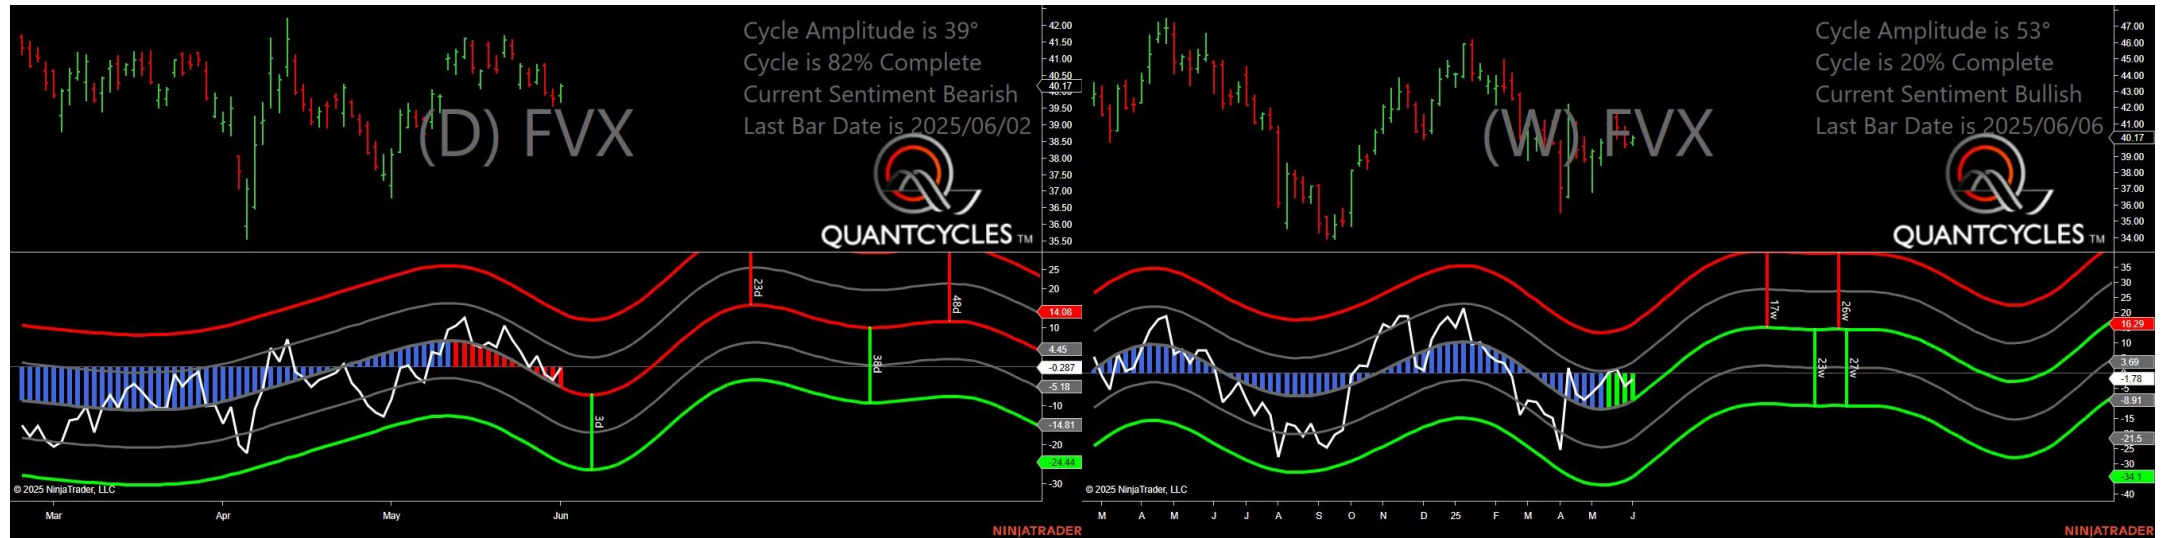 Cycle Amplitude is 39°
Cycle is 82% Complete
Current Sentiment Bearish
Last Bar Date is 2025/06/02
(D) FVX
QUANTCYCLES TM
42.00
41.50
41.00
40.50
40.17
39.50
39.00
38.50
38.00
37.50
37.00
36.50
36.00
35.50
25
20
14.08
10
4.45
-0.287
-5.18
-10
-14.81
-20
-24.44
-30
23d
48d
38d
3d
© 2025 NinjaTrader, LLC
Mar
Apr
May
Jun
NINJATRADER
Cycle Amplitude is 53°
Cycle is 20% Complete
Current Sentiment Bullish
Last Bar Date is 2025/06/06
(W) FVX
QUANTCYCLES TM
47.00
46.00
45.00
44.00
43.00
42.00
41.00
40.17
39.00
38.00
37.00
36.00
35.00
34.00
35
30
25
20
16.29
10
3.69
-1.78
-5
-8.91
-15
-21.5
-25
-30
-34.1
-40
17w
26w
23w
27w
© 2025 NinjaTrader, LLC
M A M J J A S O N D 25 F M A M J
NINJATRADER